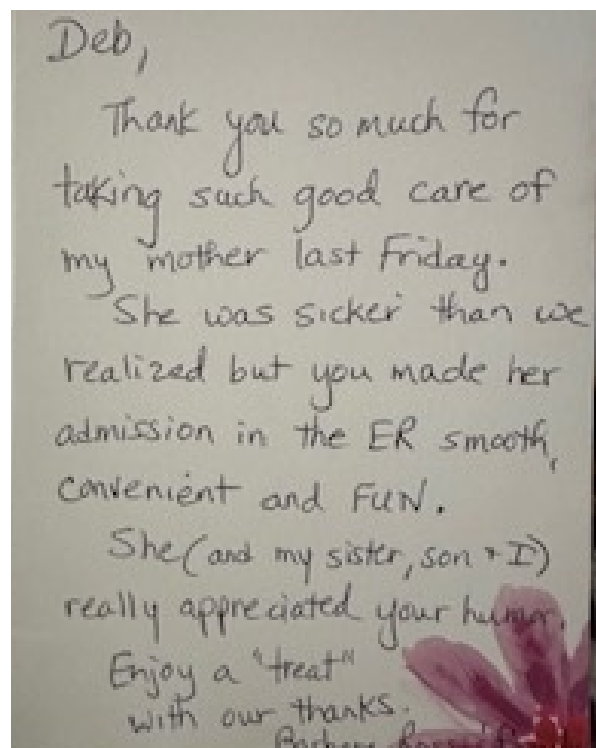 Deb,
Thank you so much for
taking such good care of
my mother last Friday.
She was sicker than we
realized but you made her
admission in the ER smooth,
convenient and FUN.
She (and my sister, son + I)
really appreciated your humor.
Enjoy a "treat"
with our thanks.
Barbara